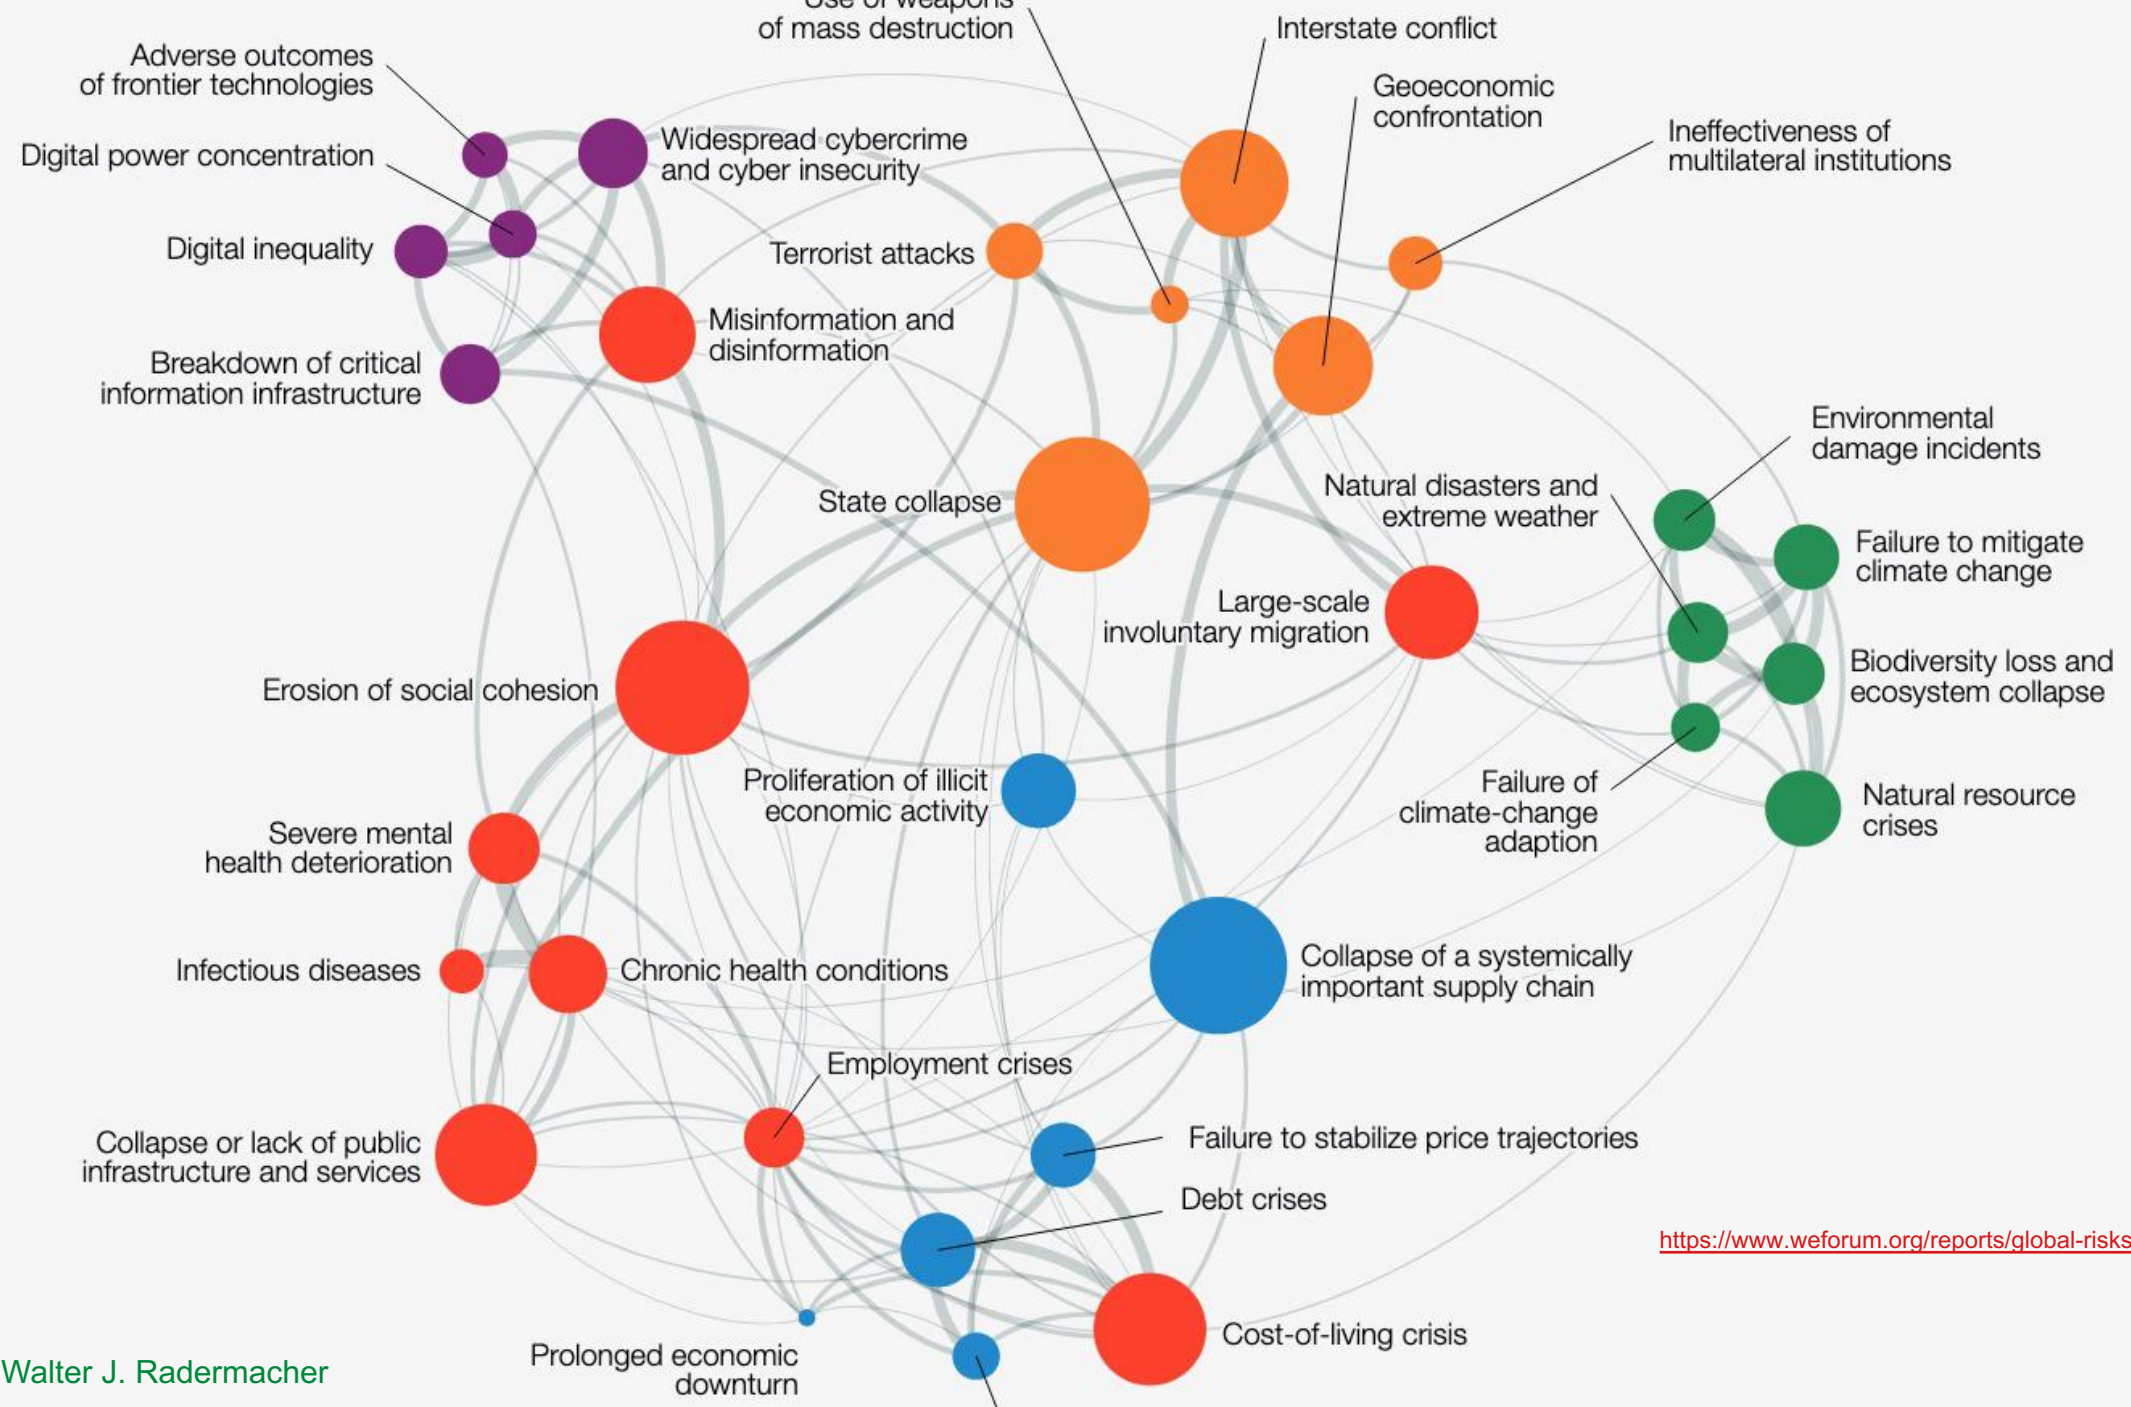 Use of weapons
of mass destruction
Interstate conflict
Adverse outcomes
of frontier technologies
Geoeconomic
confrontation
Ineffectiveness of
multilateral institutions
Digital power concentration
Widespread cybercrime
and cyber insecurity
Digital inequality
Terrorist attacks
Misinformation and
disinformation
Breakdown of critical
information infrastructure
Environmental
damage incidents
State collapse
Natural disasters and
extreme weather
Failure to mitigate
climate change
Large-scale
involuntary migration
Erosion of social cohesion
Biodiversity loss and
ecosystem collapse
Proliferation of illicit
economic activity
Failure of
climate-change
adaption
Natural resource
crises
Severe mental
health deterioration
Infectious diseases
Chronic health conditions
Collapse of a systemically
important supply chain
Employment crises
Collapse or lack of public
infrastructure and services
Failure to stabilize price trajectories
Debt crises
https://www.weforum.org/reports/global-risks
Cost-of-living crisis
Prolonged economic
downturn
Walter J. Radermacher